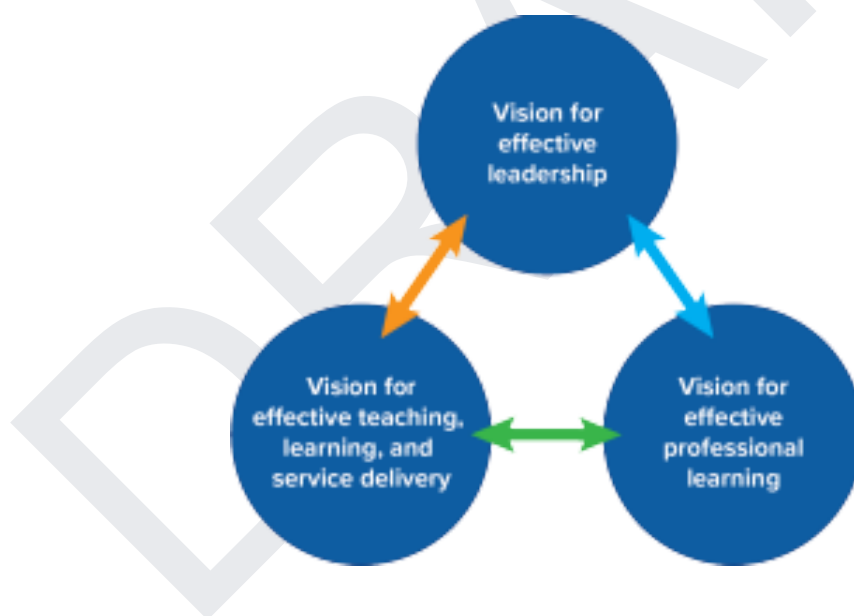 Vision for
effective
leadership
Vision for
effective teaching,
learning, and
service delivery
Vision for
effective
professional
learning